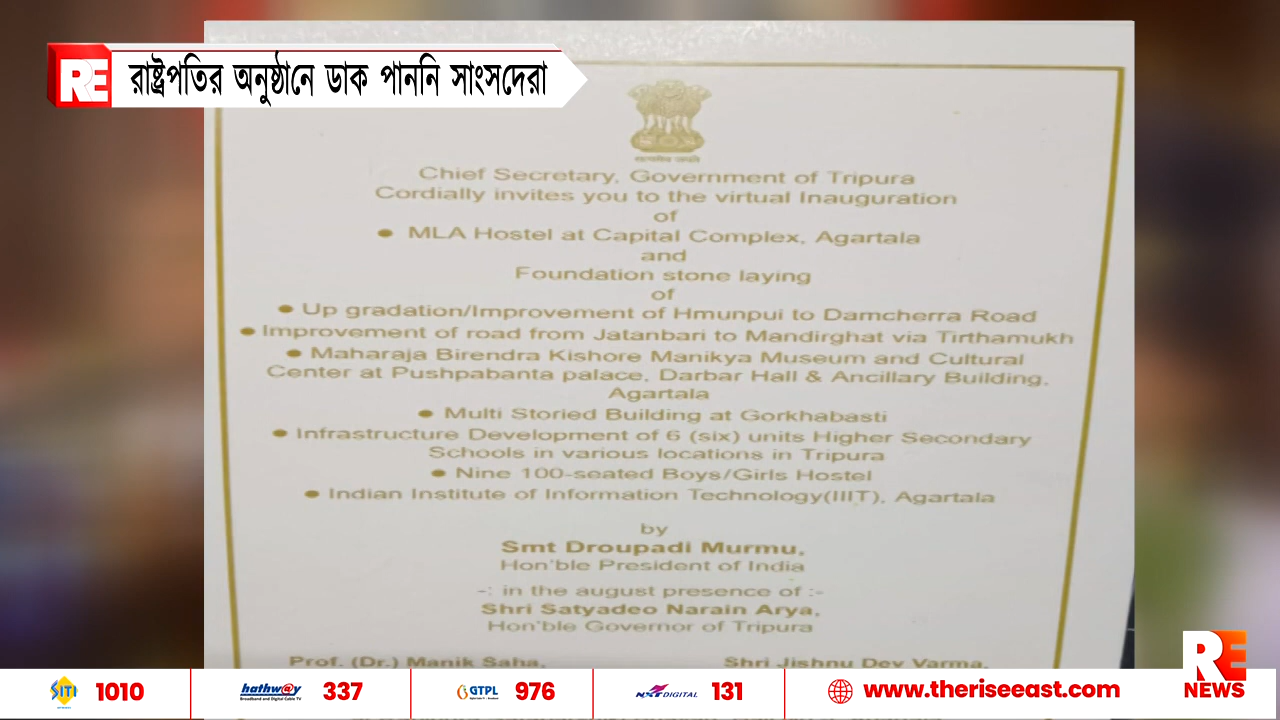 RE
রাষ্ট্রপতির অনুষ্ঠানে ডাক পাননি সাংসদেরা
Chief Secretary, Government of Tripura
Cordially invites you to the virtual Inauguration
of
• MLA Hostel at Capital Complex, Agartala
and
Foundation stone laying
of
• Up gradation/Improvement of Hmunpui to Damcherra Road
• Improvement of road from Jatanbari to Mandirghat via Tirthamukh
• Maharaja Birendra Kishore Manikya Museum and Cultural
Center at Pushpabanta palace, Darbar Hall & Ancillary Building,
Agartala
• Multi Storied Building at Gorkhabasti
• Infrastructure Development of 6 (six) units Higher Secondary
Schools in various locations in Tripura
• Nine 100-seated Boys/Girls Hostel
• Indian Institute of Information Technology(IIIT), Agartala
by
Smt Droupadi Murmu,
Hon'ble President of India
-: in the august presence of :-
Shri Satyadeo Narain Arya,
Hon'ble Governor of Tripura
Prof. (Dr.) Manik Saha, Shri Jishnu Dev Varma,
RE
NEWS
SITI 1010 hathway 337 GTPL 976 NXT DIGITAL 131 www.theriseeast.com